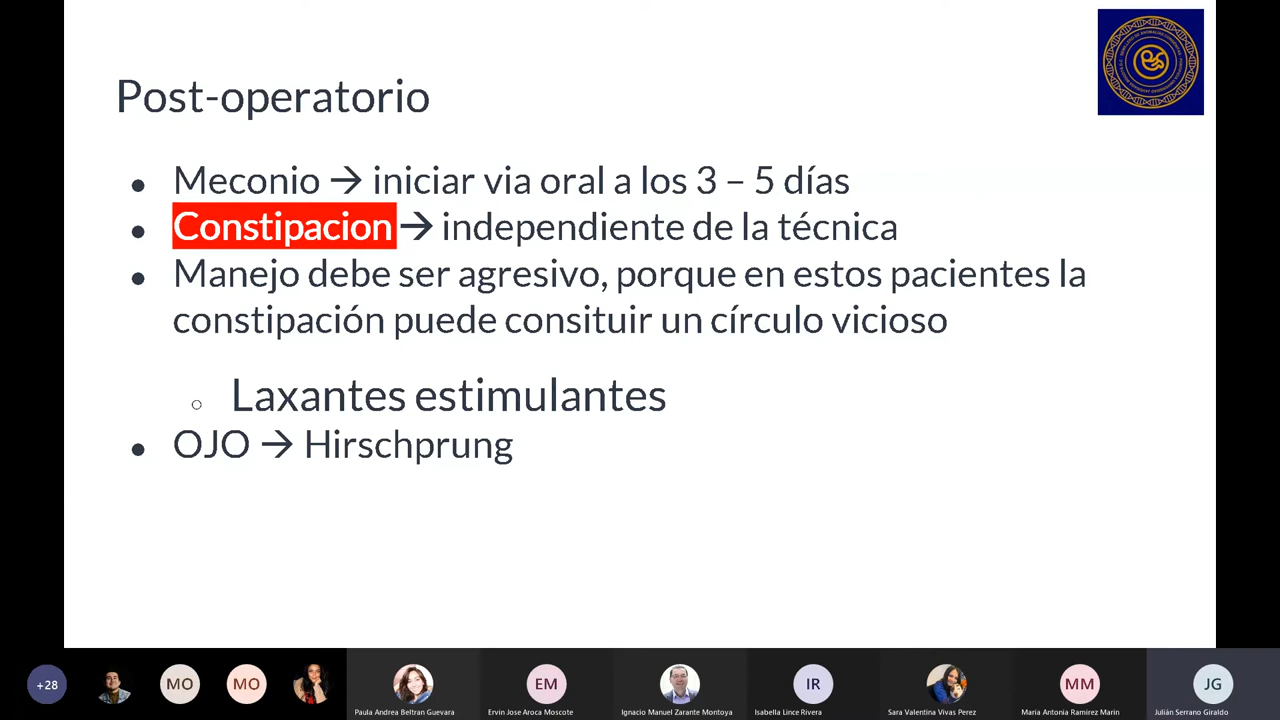 Post-operatorio
● Meconio → iniciar via oral a los 3 – 5 días
● Constipacion → independiente de la técnica
● Manejo debe ser agresivo, porque en estos pacientes la
constipación puede consituir un círculo vicioso
○ Laxantes estimulantes
● OJO → Hirschprung
+28
MO
MO
EM
IR
MM
JG
Paula Andrea Beltran Guevara
Ervin Jose Aroca Moscote
Ignacio Manuel Zarante Montoya
Isabella Lince Rivera
Sara Valentina Vivas Perez
Maria Antonia Ramirez Marin
Julián Serrano Giraldo